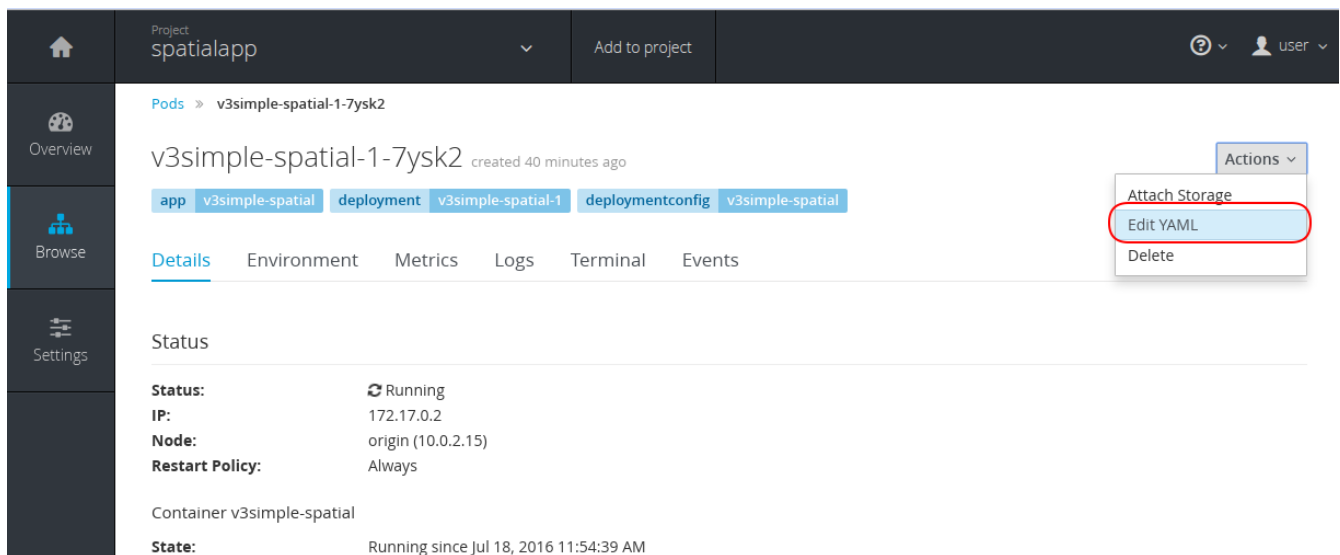 Project
spatialapp
Add to project
user
Overview
Browse
Settings
Pods » v3simple-spatial-1-7ysk2
v3simple-spatial-1-7ysk2 created 40 minutes ago
Actions
app v3simple-spatial deployment v3simple-spatial-1 deploymentconfig v3simple-spatial
Attach Storage
Edit YAML
Delete
Details Environment Metrics Logs Terminal Events
Status
Status: Running
IP: 172.17.0.2
Node: origin (10.0.2.15)
Restart Policy: Always
Container v3simple-spatial
State: Running since Jul 18, 2016 11:54:39 AM